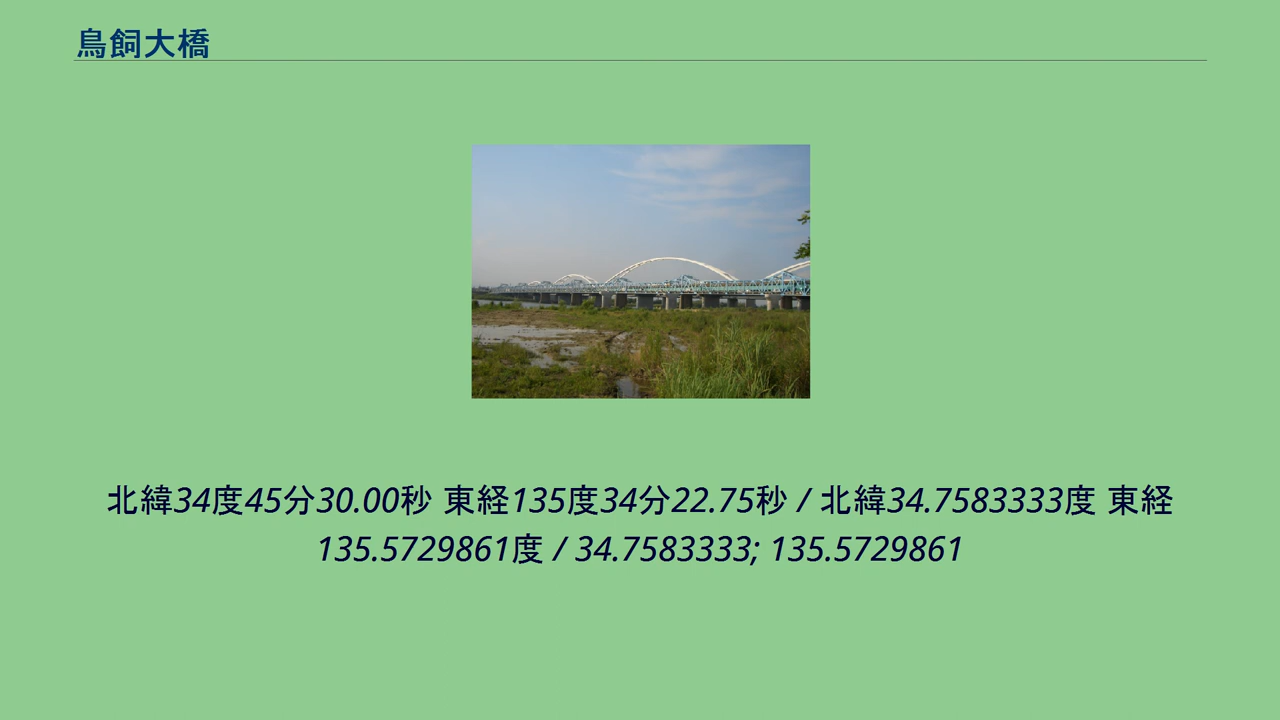 鳥飼大橋
北緯34度45分30.00秒 東経135度34分22.75秒 / 北緯34.7583333度 東経
135.5729861度 / 34.7583333; 135.5729861